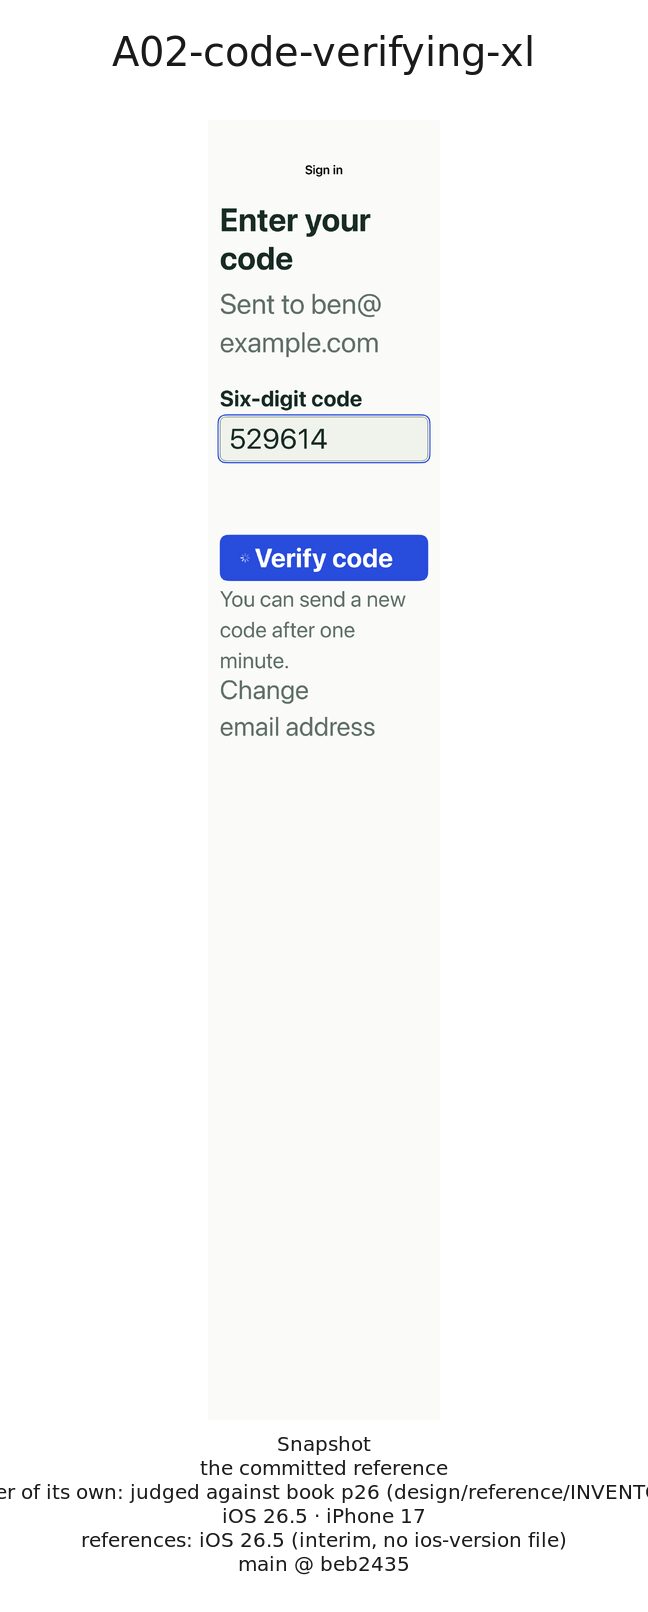 A02-code-verifying-xl
Sign in
Enter your
code
Sent to ben@
example.com
Six-digit code
529614
Verify code
You can send a new
code after one
minute.
Change
email address
Snapshot
the committed reference
of its own: judged against book p26 (design/reference/
iOS 26.5 · iPhone 17
references: iOS 26.5 (interim, no ios-version file)
main @ beb2435